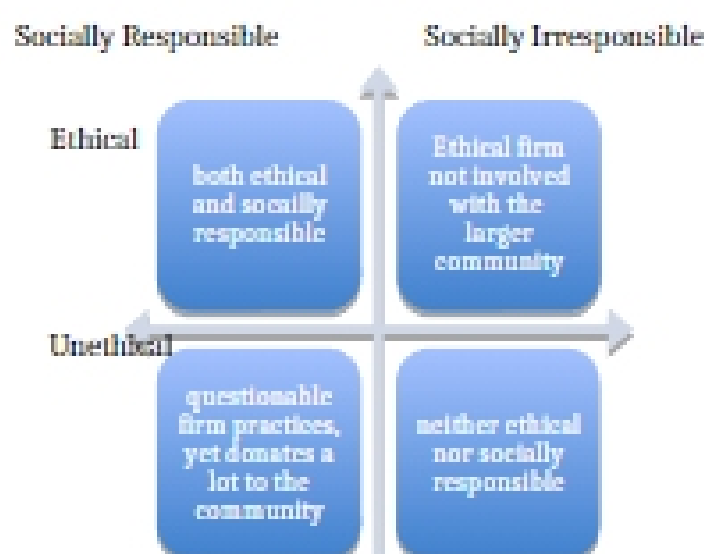 Socially Responsible
Socially Irresponsible
Ethical
both ethical
and socailly
responsible
Ethical firm
not involved
with the
larger
community
Unethical
questionable
firm practices,
yet donates a
lot to the
community
neither ethical
nor socially
responsible